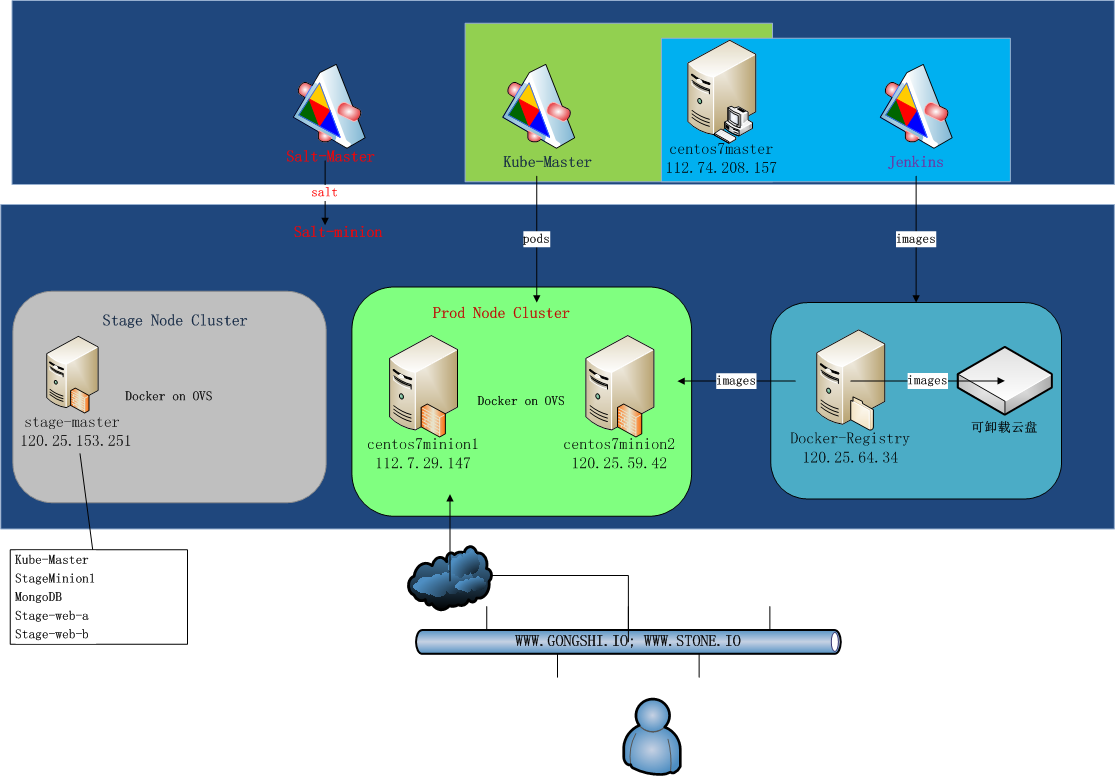 Salt-Master
Kube-Master
centos7master
112.74.208.157
Jenkins
salt
Salt-minion
pods
images
Stage Node Cluster
stage-master
120.25.153.251
Docker on OVS
Prod Node Cluster
centos7minion1
112.7.29.147
Docker on OVS
centos7minion2
120.25.59.42
images
images
Docker-Registry
120.25.64.34
可卸载云盘
Kube-Master
StageMinion1
MongoDB
Stage-web-a
Stage-web-b
WWW.GONGSHI.IO; WWW.STONE.IO